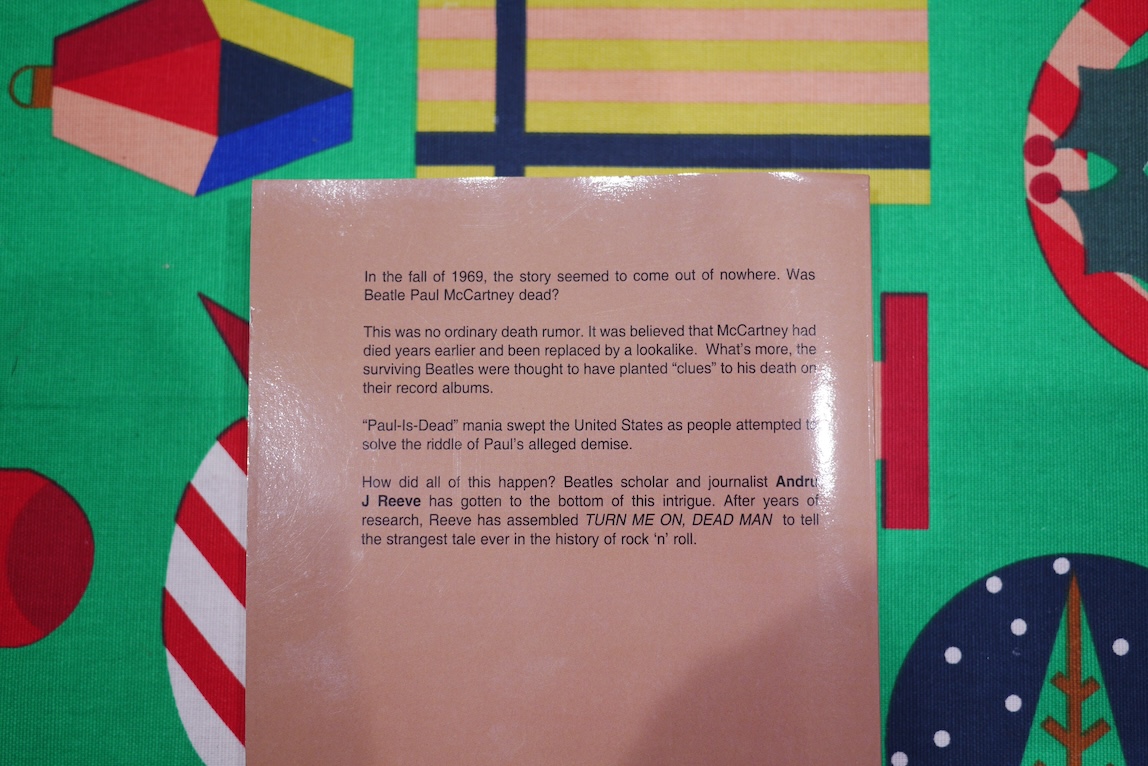 In the fall of 1969, the story seemed to come out of nowhere. Was
Beatle Paul McCartney dead?
This was no ordinary death rumor. It was believed that McCartney had
died years earlier and been replaced by a lookalike. What's more, the
surviving Beatles were thought to have planted “clues” to his death on
their record albums.
“Paul-Is-Dead” mania swept the United States as people attempted to
solve the riddle of Paul's alleged demise.
How did all of this happen? Beatles scholar and journalist Andru
J Reeve has gotten to the bottom of this intrigue. After years of
research, Reeve has assembled TURN ME ON, DEAD MAN to tell
the strangest tale ever in the history of rock ‘n’ roll.